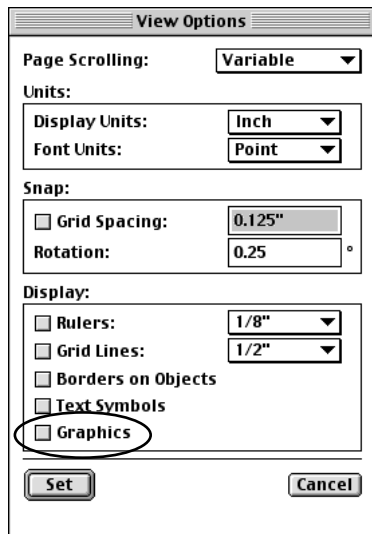 View Options
Page Scrolling: Variable
Units:
Display Units: Inch
Font Units: Point
Snap:
Grid Spacing: 0.125"
Rotation: 0.25 °
Display:
Rulers: 1/8"
Grid Lines: 1/2"
Borders on Objects
Text Symbols
Graphics
Set Cancel